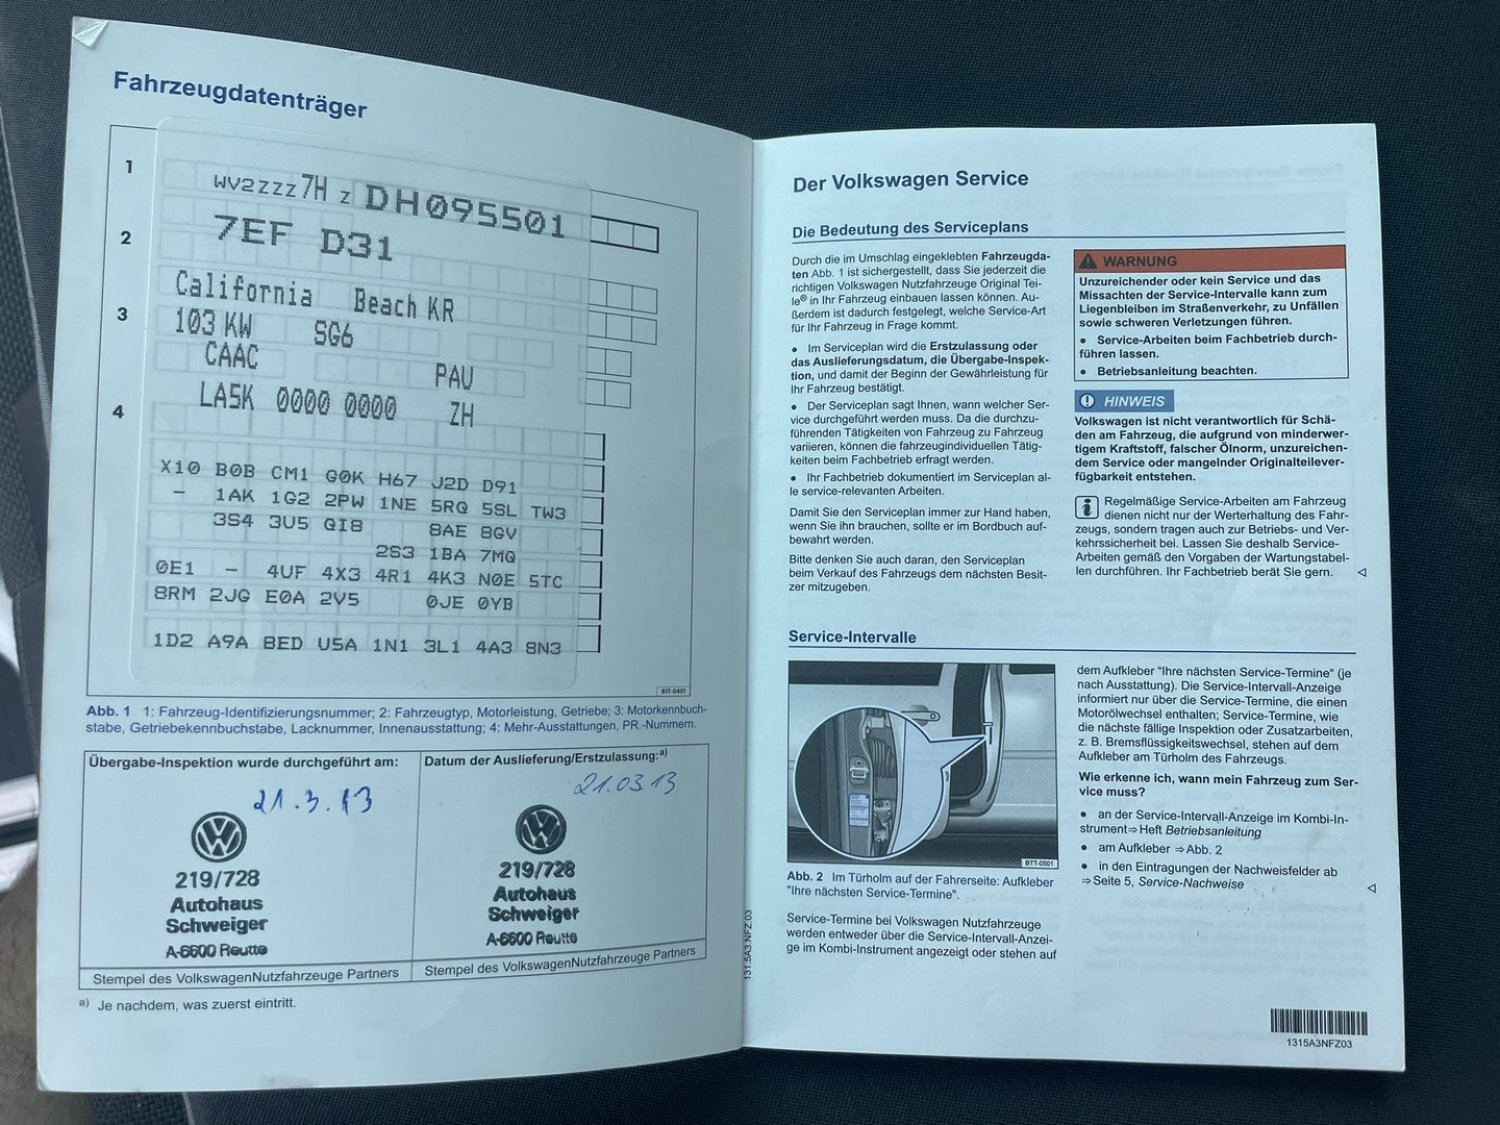 Fahrzeugdatenträger
1
WV2ZZZ7H Z DH095501
2
7EF D31
California Beach KR
3
103 KW SG6
CAAC PAU
4
LA5K 0000 0000 ZH
X10 B0B CM1 G0K H67 J2D D91
- 1AK 1G2 2PW 1NE 5RQ 5SL TW3
3S4 3U5 QI8 8AE 8GV
2S3 1BA 7MQ
0E1 - 4UF 4X3 4R1 4K3 N0E 5TC
8RM 2JG E0A 2V5 0JE 0YB
1D2 A9A 8ED U5A 1N1 3L1 4A3 8N3
B1T-0401
Abb. 1 1: Fahrzeug-Identifizierungsnummer; 2: Fahrzeugtyp, Motorleistung, Getriebe; 3: Motorkennbuch-
stabe, Getriebekennbuchstabe, Lacknummer, Innenausstattung; 4: Mehr-Ausstattungen, PR.-Nummern.
Übergabe-Inspektion wurde durchgeführt am:
21.3.13
219/728
Autohaus
Schweiger
A-6600 Reutte
Stempel des VolkswagenNutzfahrzeuge Partners
Datum der Auslieferung/Erstzulassung:a)
21.03.13
219/728
Autohaus
Schweiger
A-6600 Reutte
Stempel des VolkswagenNutzfahrzeuge Partners
a) Je nachdem, was zuerst eintritt.
Der Volkswagen Service
Die Bedeutung des Serviceplans
Durch die im Umschlag eingeklebten Fahrzeugda-
ten Abb. 1 ist sichergestellt, dass Sie jederzeit die
richtigen Volkswagen Nutzfahrzeuge Original Tei-
le® in Ihr Fahrzeug einbauen lassen können. Au-
ßerdem ist dadurch festgelegt, welche Service-Art
für Ihr Fahrzeug in Frage kommt.
• Im Serviceplan wird die Erstzulassung oder
das Auslieferungsdatum, die Übergabe-Inspek-
tion, und damit der Beginn der Gewährleistung für
Ihr Fahrzeug bestätigt.
• Der Serviceplan sagt Ihnen, wann welcher Ser-
vice durchgeführt werden muss. Da die durchzu-
führenden Tätigkeiten von Fahrzeug zu Fahrzeug
variieren, können die fahrzeugindividuellen Tätig-
keiten beim Fachbetrieb erfragt werden.
• Ihr Fachbetrieb dokumentiert im Serviceplan al-
le service-relevanten Arbeiten.
Damit Sie den Serviceplan immer zur Hand haben,
wenn Sie ihn brauchen, sollte er im Bordbuch auf-
bewahrt werden.
Bitte denken Sie auch daran, den Serviceplan
beim Verkauf des Fahrzeugs dem nächsten Besit-
zer mitzugeben.
WARNUNG
Unzureichender oder kein Service und das
Missachten der Service-Intervalle kann zum
Liegenbleiben im Straßenverkehr, zu Unfällen
sowie schweren Verletzungen führen.
• Service-Arbeiten beim Fachbetrieb durch-
führen lassen.
• Betriebsanleitung beachten.
HINWEIS
Volkswagen ist nicht verantwortlich für Schä-
den am Fahrzeug, die aufgrund von minderwer-
tigem Kraftstoff, falscher Ölnorm, unzureichen-
dem Service oder mangelnder Originalteilever-
fügbarkeit entstehen.
Regelmäßige Service-Arbeiten am Fahrzeug
dienen nicht nur der Werterhaltung des Fahr-
zeugs, sondern tragen auch zur Betriebs- und Ver-
kehrssicherheit bei. Lassen Sie deshalb Service-
Arbeiten gemäß den Vorgaben der Wartungstabel-
len durchführen. Ihr Fachbetrieb berät Sie gern.
Service-Intervalle
BTT-0501
Abb. 2 Im Türholm auf der Fahrerseite: Aufkleber
"Ihre nächsten Service-Termine".
Service-Termine bei Volkswagen Nutzfahrzeuge
werden entweder über die Service-Intervall-Anzei-
ge im Kombi-Instrument angezeigt oder stehen auf
dem Aufkleber "Ihre nächsten Service-Termine" (je
nach Ausstattung). Die Service-Intervall-Anzeige
informiert nur über die Service-Termine, die einen
Motorölwechsel enthalten; Service-Termine, wie
die nächste fällige Inspektion oder Zusatzarbeiten,
z. B. Bremsflüssigkeitswechsel, stehen auf dem
Aufkleber am Türholm des Fahrzeugs.
Wie erkenne ich, wann mein Fahrzeug zum Ser-
vice muss?
• an der Service-Intervall-Anzeige im Kombi-In-
strument⇒ Heft Betriebsanleitung
• am Aufkleber ⇒Abb. 2
• in den Eintragungen der Nachweisfelder ab
⇒Seite 5, Service-Nachweise
131.5A3.NFZ.03
1315A3NFZ03